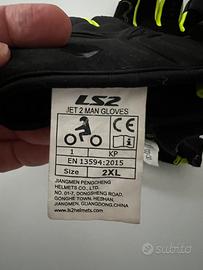 LS2
JET 2 MAN GLOVES
CE
1 KP
EN 13594:2015
Size 2XL
JIANGMEN PENGCHENG
HELMETS CO., LTD.
NO. 01-7, DONGSHENG ROAD,
GONGHE TOWN, HESHAN,
JIANGMEN, GUANGDONG, CHINA
www.ls2helmets.com
subito